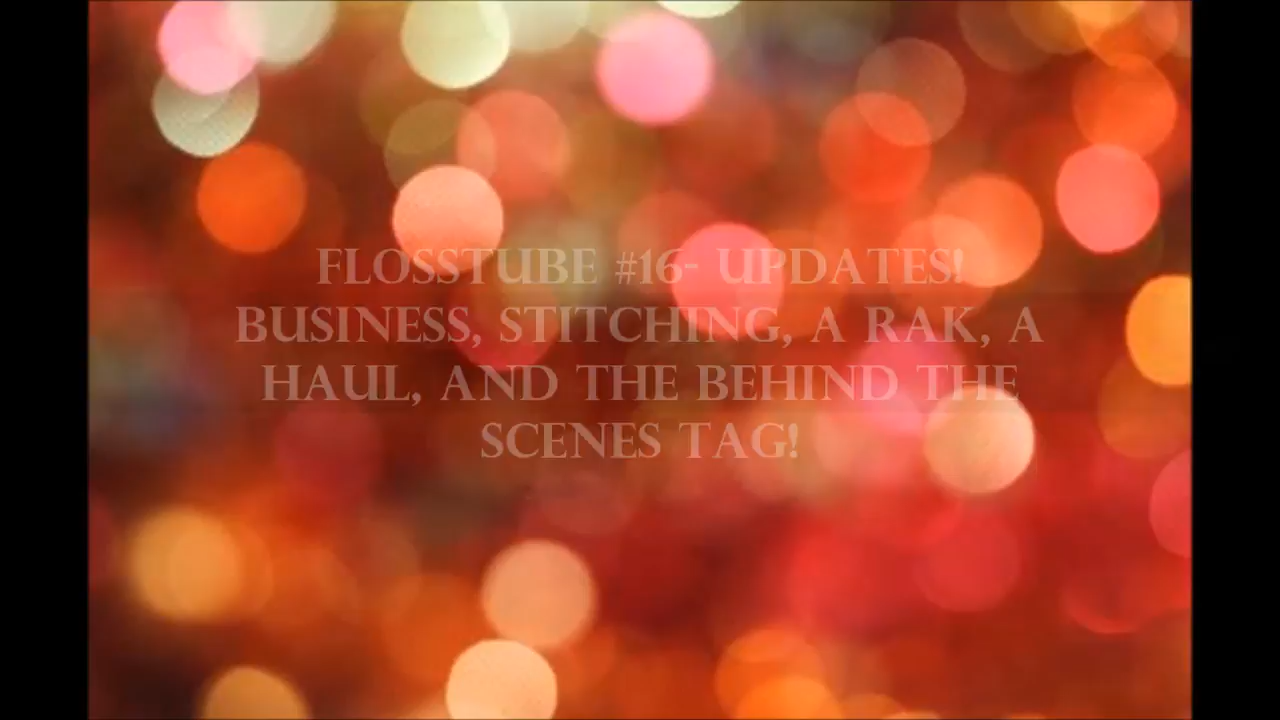 FLOSSTUBE #16- UPDATES!
BUSINESS, STITCHING, A RAK, A
HAUL, AND THE BEHIND THE
SCENES TAG!